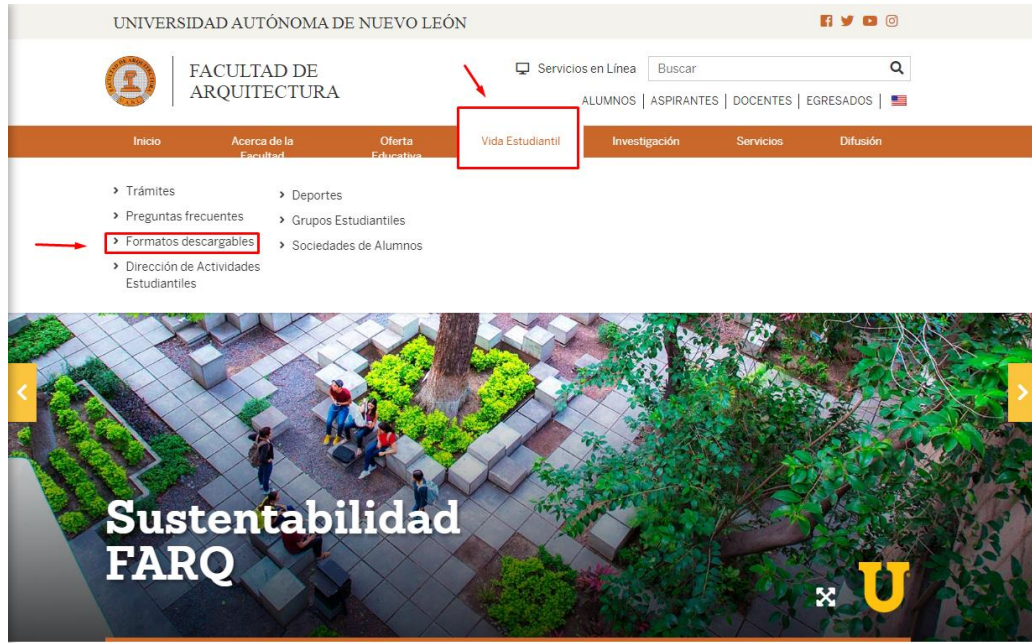 UNIVERSIDAD AUTÓNOMA DE NUEVO LEÓN
FACULTAD DE
ARQUITECTURA
Servicios en Línea
Buscar
ALUMNOS | ASPIRANTES | DOCENTES | EGRESADOS |
Inicio
Acerca de la
Facultad
Oferta
Educativa
Vida Estudiantil
Investigación
Servicios
Difusión
Trámites
Preguntas frecuentes
Formatos descargables
Dirección de Actividades
Estudiantiles
Deportes
Grupos Estudiantiles
Sociedades de Alumnos
Sustentabilidad
FARQ
U